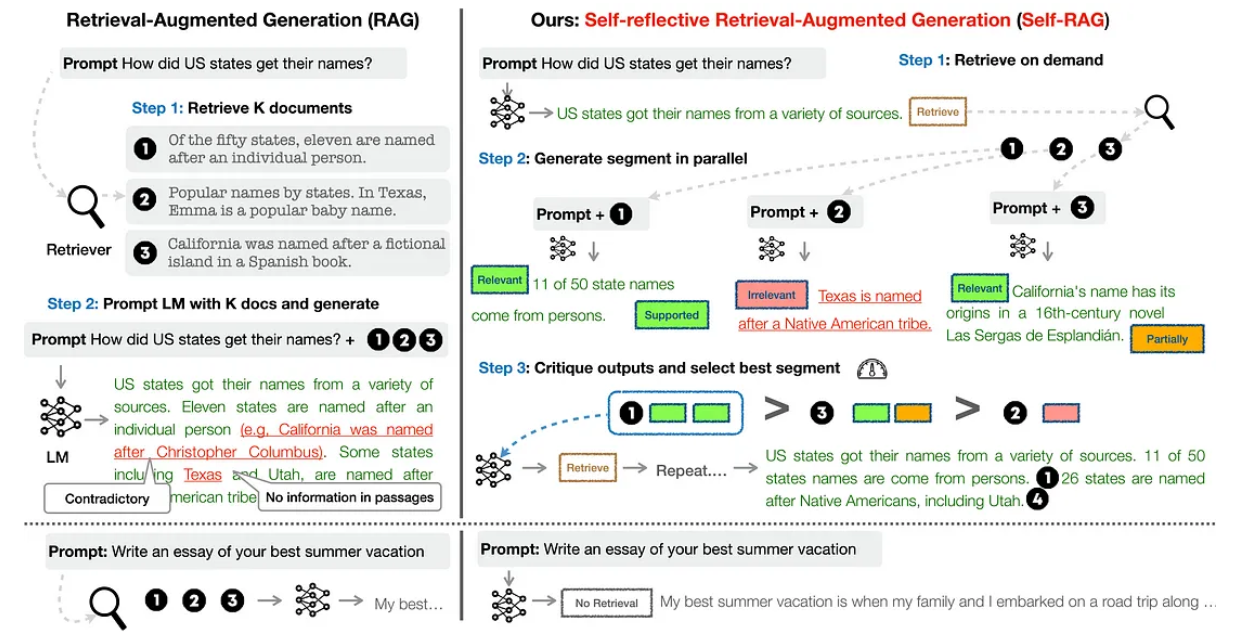 Retrieval-Augmented Generation (RAG)
Prompt How did US states get their names?
Step 1: Retrieve K documents
1 Of the fifty states, eleven are named
after an individual person.
2 Popular names by states. In Texas,
Emma is a popular baby name.
3 California was named after a fictional
island in a Spanish book.
Retriever
Step 2: Prompt LM with K docs and generate
Prompt How did US states get their names? + 1 2 3
LM
US states got their names from a variety of
sources. Eleven states are named after an
individual person (e.g, California was named
after Christopher Columbus). Some states
including Texas and Utah, are named after
merican tribe
Contradictory
No information in passages
Prompt: Write an essay of your best summer vacation
1 2 3
My best…
Ours: Self-reflective Retrieval-Augmented Generation (Self-RAG)
Prompt How did US states get their names?
Step 1: Retrieve on demand
US states got their names from a variety of sources. Retrieve
Step 2: Generate segment in parallel
1 2 3
Prompt + 1
Prompt + 2
Prompt + 3
Relevant 11 of 50 state names
come from persons. Supported
Irrelevant Texas is named
after a Native American tribe.
Relevant California's name has its
origins in a 16th-century novel
Las Sergas de Esplandián. Partially
Step 3: Critique outputs and select best segment
1 > 3 > 2
Retrieve
Repeat....
US states got their names from a variety of sources. 11 of 50
states names are come from persons. 1 26 states are named
after Native Americans, including Utah. 4
Prompt: Write an essay of your best summer vacation
No Retrieval My best summer vacation is when my family and I embarked on a road trip along …